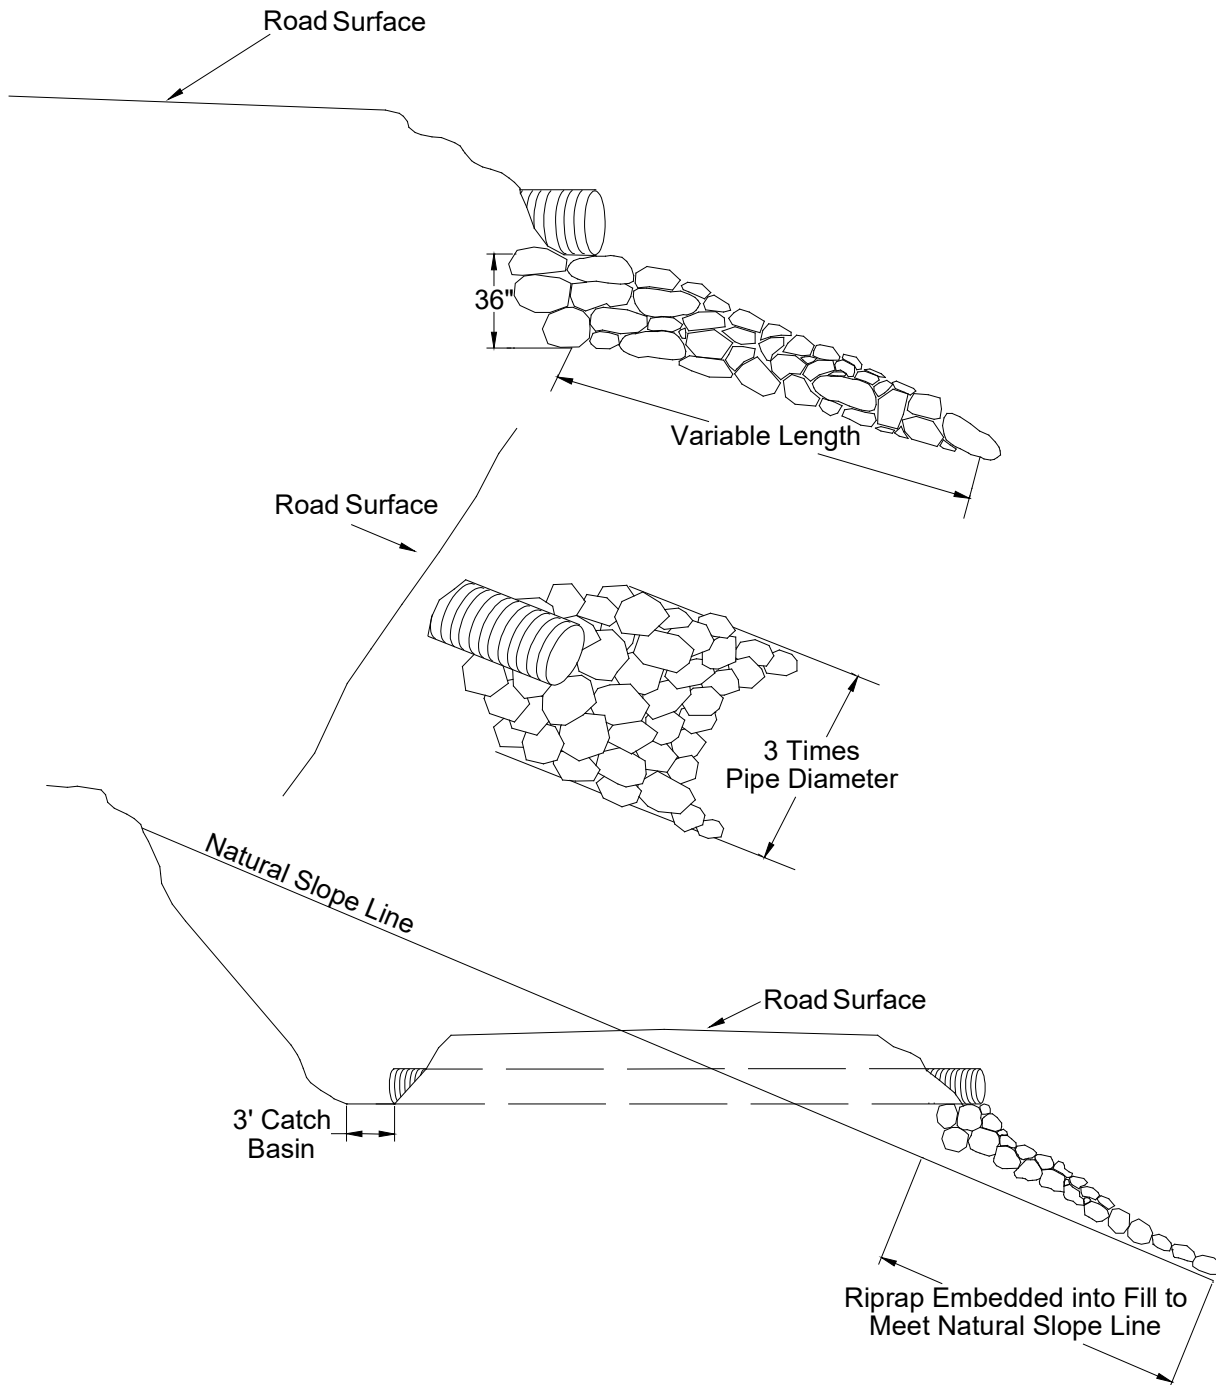 Road Surface
36"
Variable Length
Road Surface
3 Times
Pipe Diameter
Natural Slope Line
Road Surface
3' Catch
Basin
Riprap Embedded into Fill to
Meet Natural Slope Line